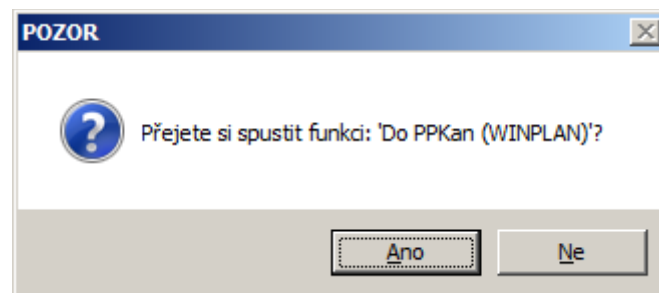 POZOR
Přejete si spustit funkci: 'Do PPKan (WINPLAN)'?
Ano
Ne